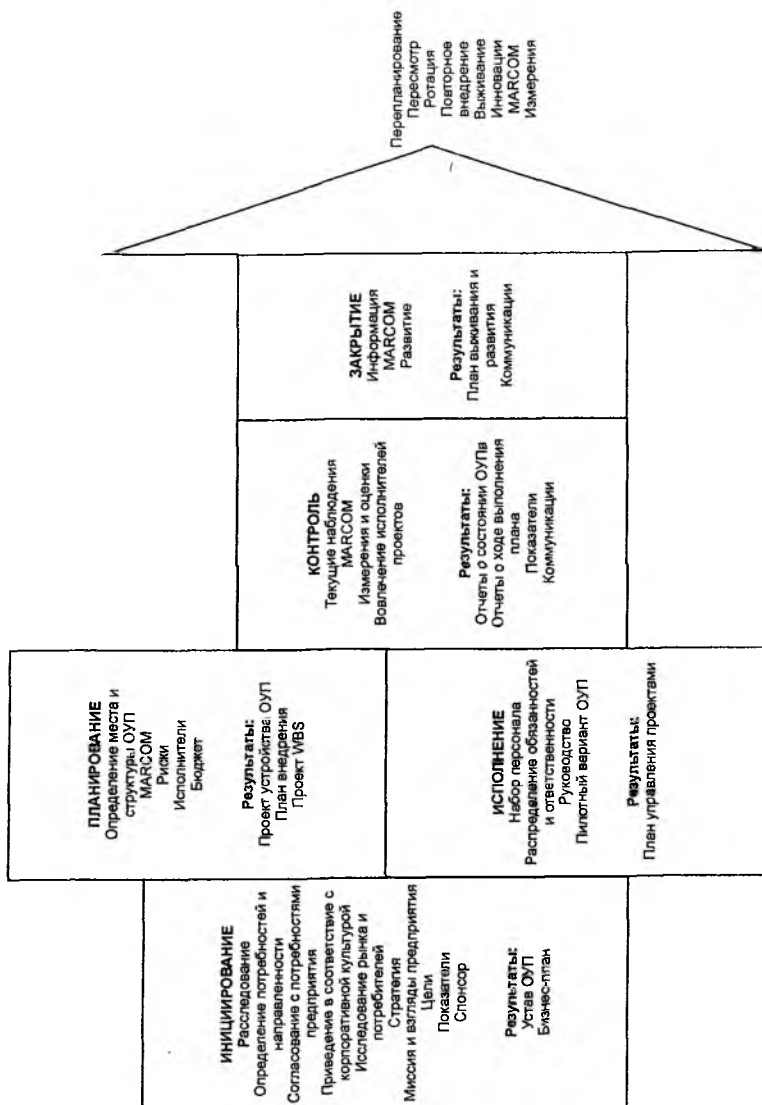 ИНИЦИИРОВАНИЕ
Расследование
Определение потребностей и
направленности
Согласование с потребностями
предприятия
Приведение в соответствие с
корпоративной культурой
Исследование рынка и
потребителей
Стратегия
Миссия и взгляды предприятия
Цели
Показатели
Спонсор
Результаты:
Устав ОУП
Бизнес-план
ПЛАНИРОВАНИЕ
Определение места и
структуры ОУП
MARCOM
Риски
Исполнители
Бюджет
Результаты:
Проект устройства ОУП
План внедрения
Проект WBS
ИСПОЛНЕНИЕ
Набор персонала
Распределение обязанностей
и ответственности
Руководство
Пилотный вариант ОУП
Результаты:
План управления проектами
КОНТРОЛЬ
Текущие наблюдения
MARCOM
Измерения и оценки
Вовлечение исполнителей
проектов
Результаты:
Отчеты о состоянии ОУПв
Отчеты о ходе выполнения
плана
Показатели
Коммуникации
ЗАКРЫТИЕ
Информация
MARCOM
Развитие
Результаты:
План выживания и
развития
Коммуникации
Перепланирование
Пересмотр
Ротация
Повторное
внедрение
Выживание
Инновации
MARCOM
Измерения